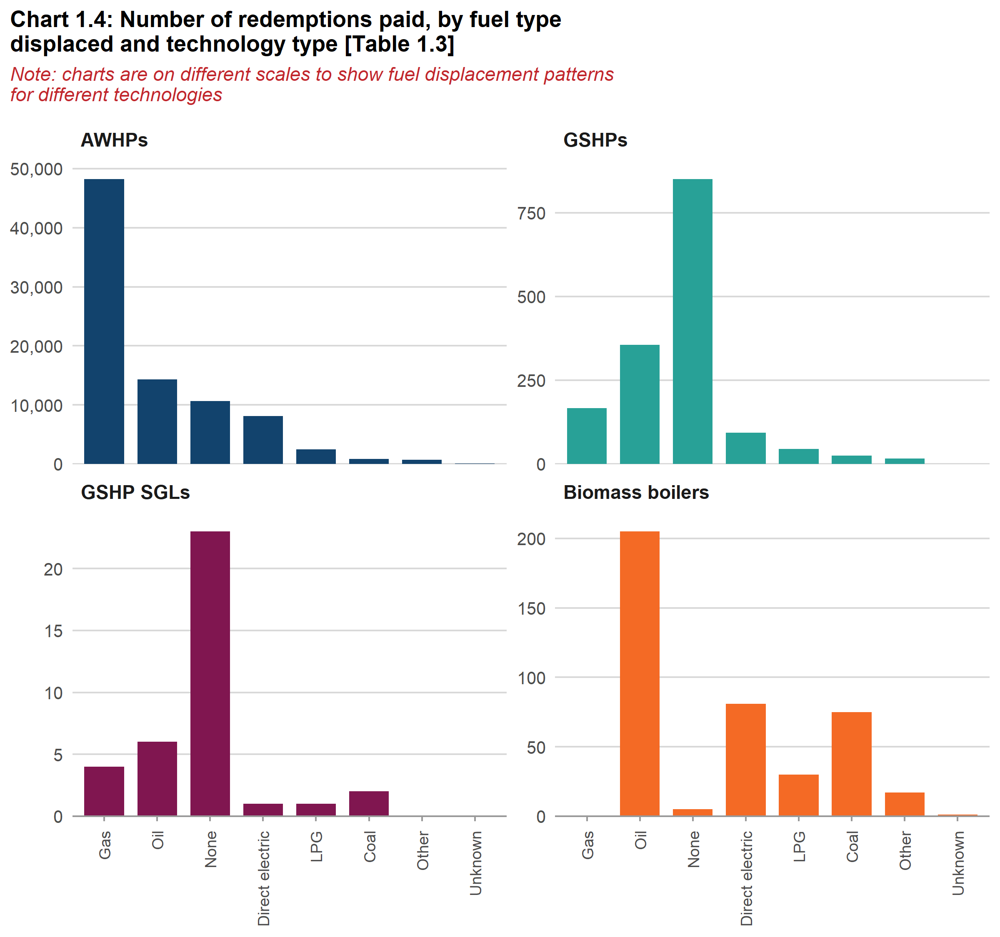 Chart 1.4: Number of redemptions paid, by fuel type
displaced and technology type [Table 1.3]
Note: charts are on different scales to show fuel displacement patterns
for different technologies
AWHPs
50,000
40,000
30,000
20,000
10,000
0
GSHPs
750
500
250
0
GSHP SGLs
20
15
10
5
0
Gas
Oil
None
Direct electric
LPG
Coal
Other
Unknown
Biomass boilers
200
150
100
50
0
Gas
Oil
None
Direct electric
LPG
Coal
Other
Unknown